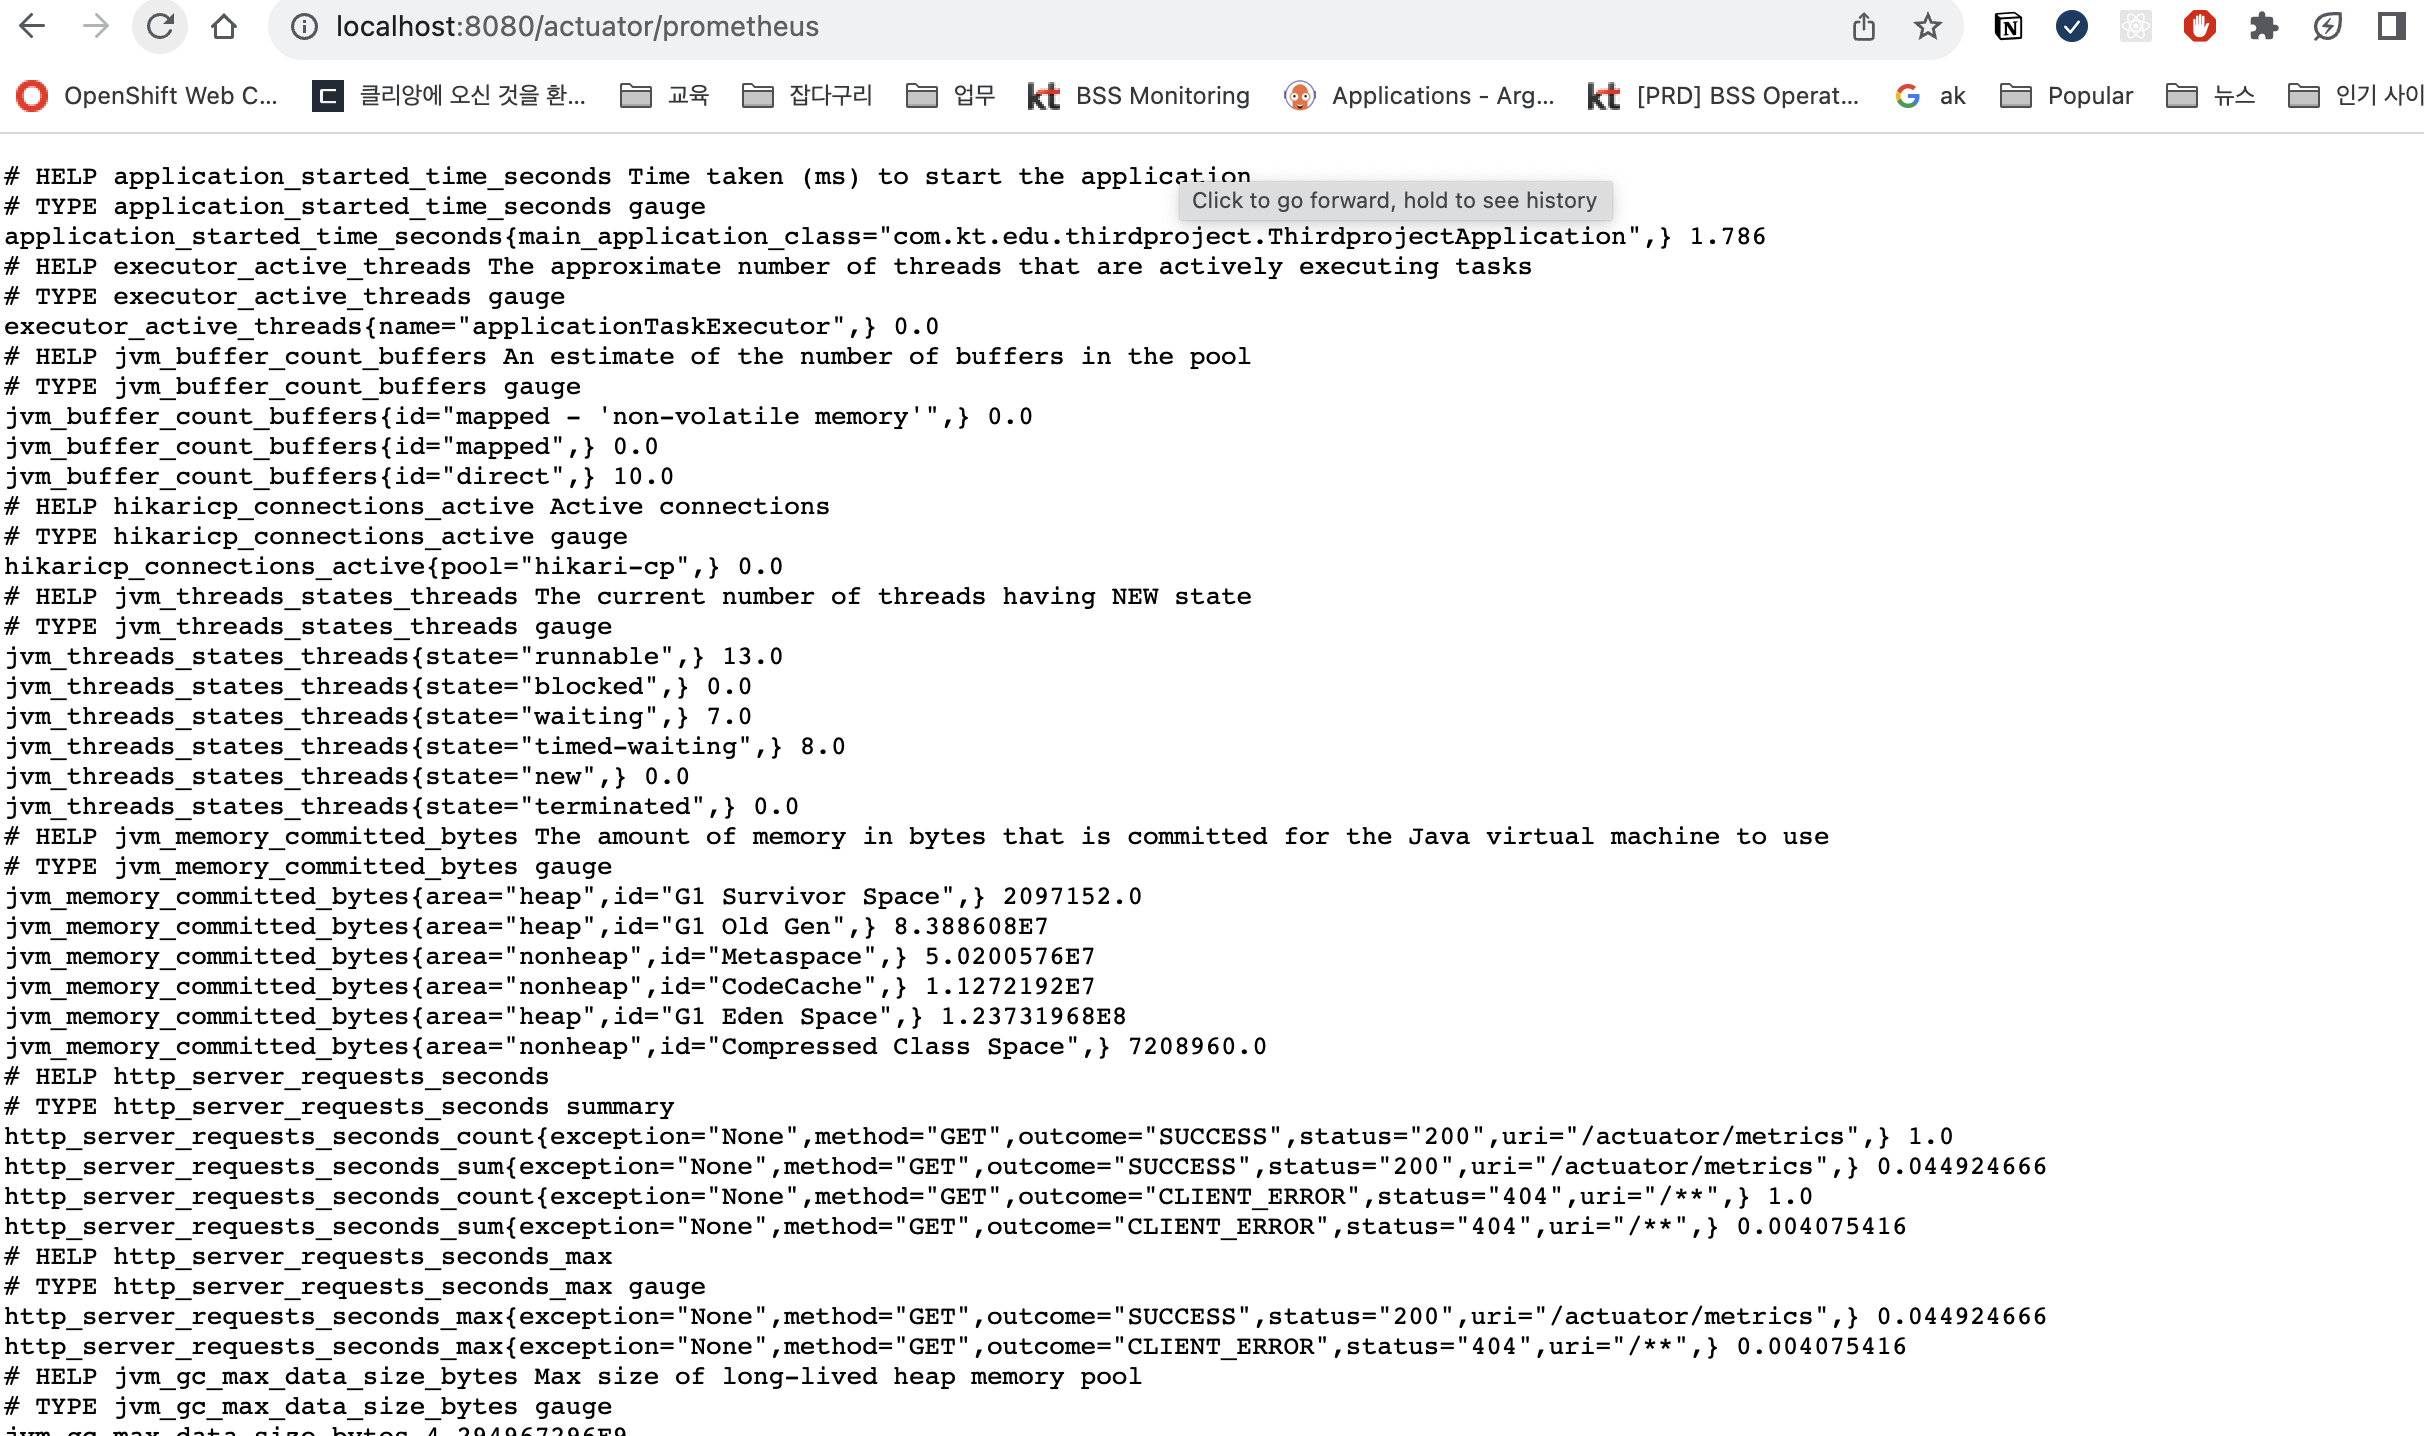 localhost:8080/actuator/prometheus
OpenShift Web C... 클리앙에 오신 것을 환... 교육 잡다구리 업무 kt BSS Monitoring Applications - Arg... kt [PRD] BSS Operat... ak Popular 뉴스 인기 사이
# HELP application_started_time_seconds Time taken (ms) to start the application
Click to go forward, hold to see history
# TYPE application_started_time_seconds gauge
application_started_time_seconds{main_application_class="com.kt.edu.thirdproject.ThirdprojectApplication",} 1.786
# HELP executor_active_threads The approximate number of threads that are actively executing tasks
# TYPE executor_active_threads gauge
executor_active_threads{name="applicationTaskExecutor",} 0.0
# HELP jvm_buffer_count_buffers An estimate of the number of buffers in the pool
# TYPE jvm_buffer_count_buffers gauge
jvm_buffer_count_buffers{id="mapped - 'non-volatile memory'",} 0.0
jvm_buffer_count_buffers{id="mapped",} 0.0
jvm_buffer_count_buffers{id="direct",} 10.0
# HELP hikaricp_connections_active Active connections
# TYPE hikaricp_connections_active gauge
hikaricp_connections_active{pool="hikari-cp",} 0.0
# HELP jvm_threads_states_threads The current number of threads having NEW state
# TYPE jvm_threads_states_threads gauge
jvm_threads_states_threads{state="runnable",} 13.0
jvm_threads_states_threads{state="blocked",} 0.0
jvm_threads_states_threads{state="waiting",} 7.0
jvm_threads_states_threads{state="timed-waiting",} 8.0
jvm_threads_states_threads{state="new",} 0.0
jvm_threads_states_threads{state="terminated",} 0.0
# HELP jvm_memory_committed_bytes The amount of memory in bytes that is committed for the Java virtual machine to use
# TYPE jvm_memory_committed_bytes gauge
jvm_memory_committed_bytes{area="heap",id="G1 Survivor Space",} 2097152.0
jvm_memory_committed_bytes{area="heap",id="G1 Old Gen",} 8.388608E7
jvm_memory_committed_bytes{area="nonheap",id="Metaspace",} 5.0200576E7
jvm_memory_committed_bytes{area="nonheap",id="CodeCache",} 1.1272192E7
jvm_memory_committed_bytes{area="heap",id="G1 Eden Space",} 1.23731968E8
jvm_memory_committed_bytes{area="nonheap",id="Compressed Class Space",} 7208960.0
# HELP http_server_requests_seconds
# TYPE http_server_requests_seconds summary
http_server_requests_seconds_count{exception="None",method="GET",outcome="SUCCESS",status="200",uri="/actuator/metrics",} 1.0
http_server_requests_seconds_sum{exception="None",method="GET",outcome="SUCCESS",status="200",uri="/actuator/metrics",} 0.044924666
http_server_requests_seconds_count{exception="None",method="GET",outcome="CLIENT_ERROR",status="404",uri="/**",} 1.0
http_server_requests_seconds_sum{exception="None",method="GET",outcome="CLIENT_ERROR",status="404",uri="/**",} 0.004075416
# HELP http_server_requests_seconds_max
# TYPE http_server_requests_seconds_max gauge
http_server_requests_seconds_max{exception="None",method="GET",outcome="SUCCESS",status="200",uri="/actuator/metrics",} 0.044924666
http_server_requests_seconds_max{exception="None",method="GET",outcome="CLIENT_ERROR",status="404",uri="/**",} 0.004075416
# HELP jvm_gc_max_data_size_bytes Max size of long-lived heap memory pool
# TYPE jvm_gc_max_data_size_bytes gauge
jvm_gc_max_data_size_bytes 4.294967296E9